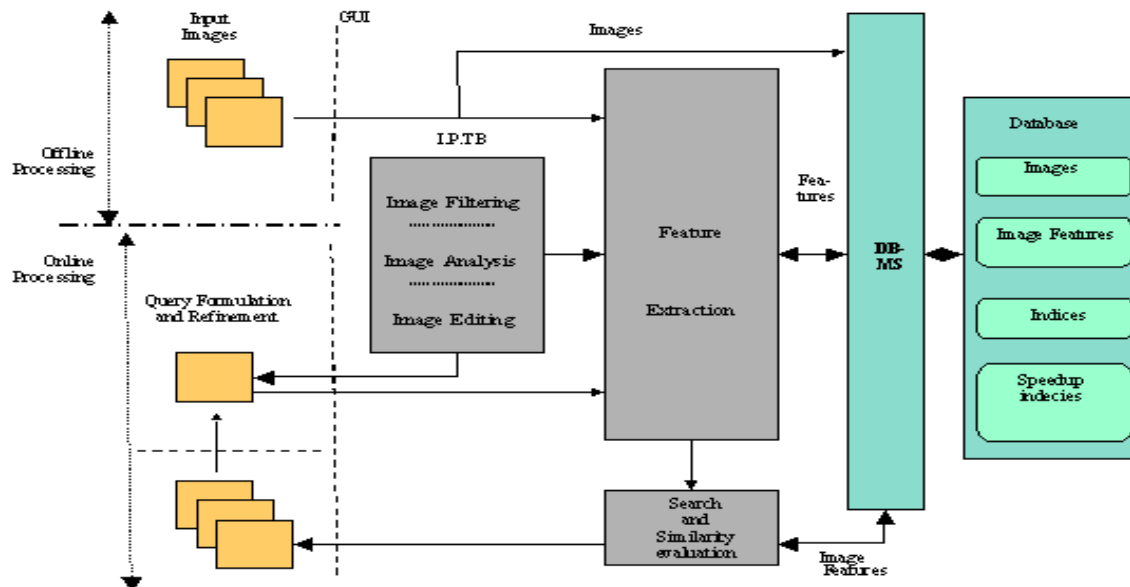 Input
Images
GUI
Images
Offline
Processing
I.P.TB
Image Filtering
Image Analysis
Image Editing
Feature
Extraction
Fea-
tures
DB-
MS
Database
Images
Image Features
Indices
Speedup
indecies
Online
Processing
Query Formulation
and Refinement
Search
and
Similarity
evaluation
Image
Features